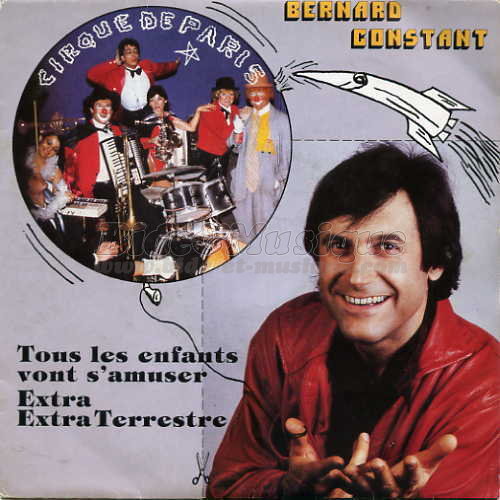 CIRQUE DE PARIS
BERNARD
CONSTANT
Tous les enfants
vont s'amuser
Extra
Extra Terrestre